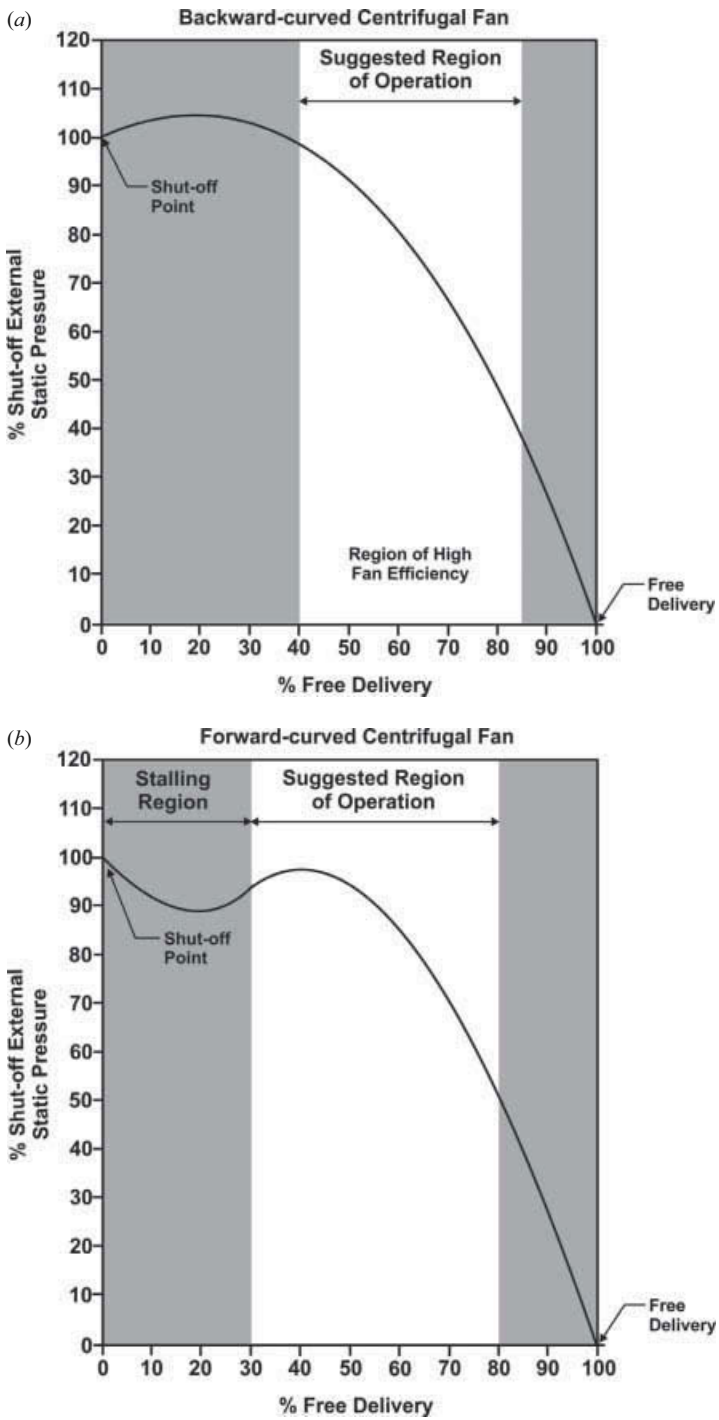 (a)
Backward-curved Centrifugal Fan
120
110
100
90
80
70
60
50
40
30
20
10
0
% Shut-off External
Static Pressure
Suggested Region
of Operation
Shut-off
Point
Region of High
Fan Efficiency
Free
Delivery
0 10 20 30 40 50 60 70 80 90 100
% Free Delivery
(b)
Forward-curved Centrifugal Fan
120
110
100
90
80
70
60
50
40
30
20
10
0
% Shut-off External
Static Pressure
Stalling
Region
Suggested Region
of Operation
Shut-off
Point
Free
Delivery
0 10 20 30 40 50 60 70 80 90 100
% Free Delivery